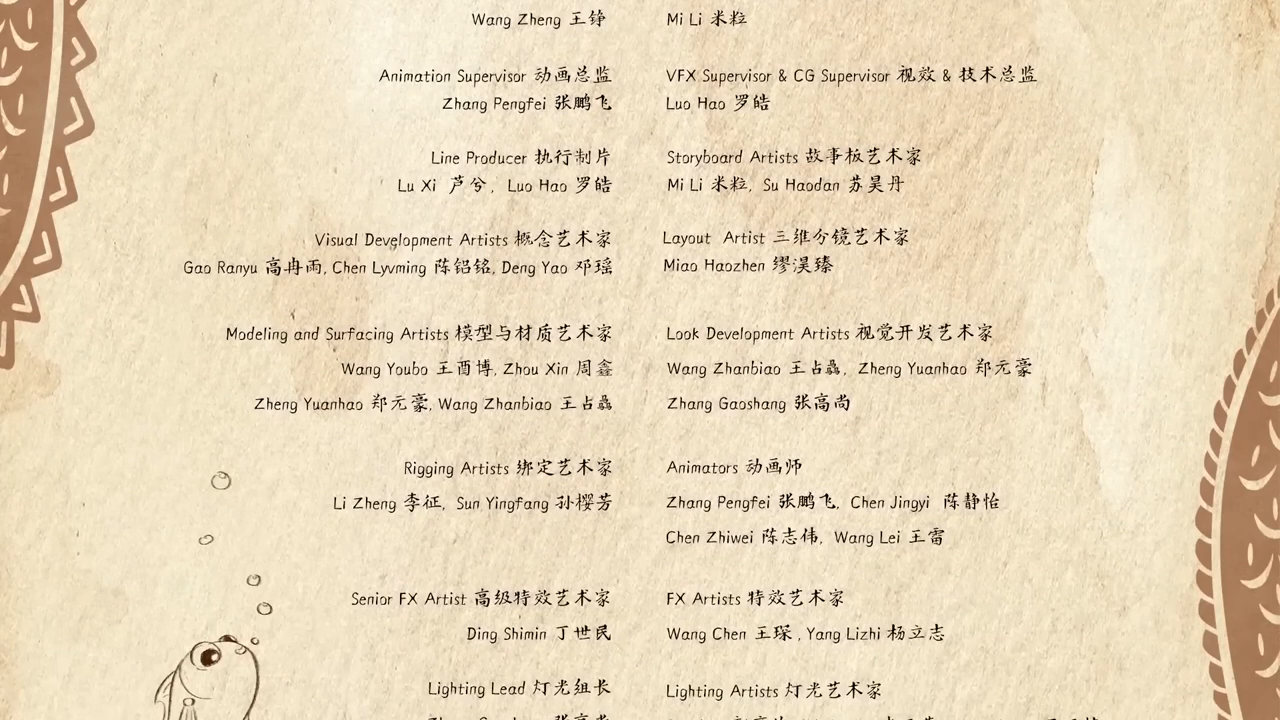 Wang Zheng 王铮
Mi Li 米粒
Animation Supervisor 动画总监
Zhang Pengfei 张鹏飞
VFX Supervisor & CG Supervisor 视效 & 技术总监
Luo Hao 罗皓
Line Producer 执行制片
Lu Xi 芦兮, Luo Hao 罗皓
Storyboard Artists 故事板艺术家
Mi Li 米粒, Su Haodan 苏昊丹
Visual Development Artists 概念艺术家
Gao Ranyu 高冉雨, Chen Lyvming 陈铝铭, Deng Yao 邓瑶
Layout Artist 三维分镜艺术家
Miao Haozhen 缪淏臻
Modeling and Surfacing Artists 模型与材质艺术家
Wang Youbo 王酉博, Zhou Xin 周鑫
Zheng Yuanhao 郑元豪, Wang Zhanbiao 王占骉
Look Development Artists 视觉开发艺术家
Wang Zhanbiao 王占骉, Zheng Yuanhao 郑元豪
Zhang Gaoshang 张高尚
Rigging Artists 绑定艺术家
Li Zheng 李征, Sun Yingfang 孙樱芳
Animators 动画师
Zhang Pengfei 张鹏飞, Chen Jingyi 陈静怡
Chen Zhiwei 陈志伟, Wang Lei 王雷
Senior FX Artist 高级特效艺术家
Ding Shimin 丁世民
FX Artists 特效艺术家
Wang Chen 王琛, Yang Lizhi 杨立志
Lighting Lead 灯光组长
Lighting Artists 灯光艺术家